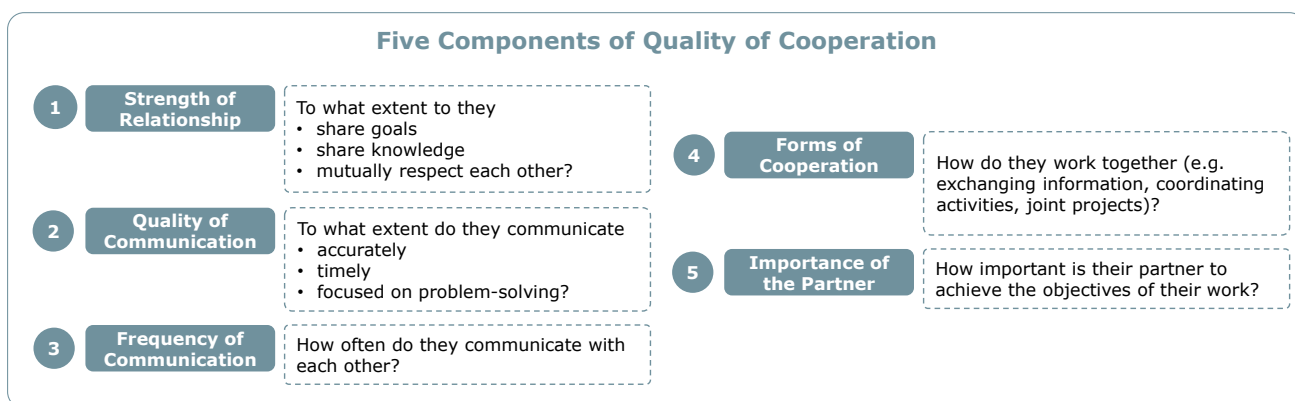 Five Components of Quality of Cooperation
1
Strength of
Relationship
To what extent to they
• share goals
• share knowledge
• mutually respect each other?
2
Quality of
Communication
To what extent do they communicate
• accurately
• timely
• focused on problem-solving?
3
Frequency of
Communication
How often do they communicate with
each other?
4
Forms of
Cooperation
How do they work together (e.g.
exchanging information, coordinating
activities, joint projects)?
5
Importance of
the Partner
How important is their partner to
achieve the objectives of their work?